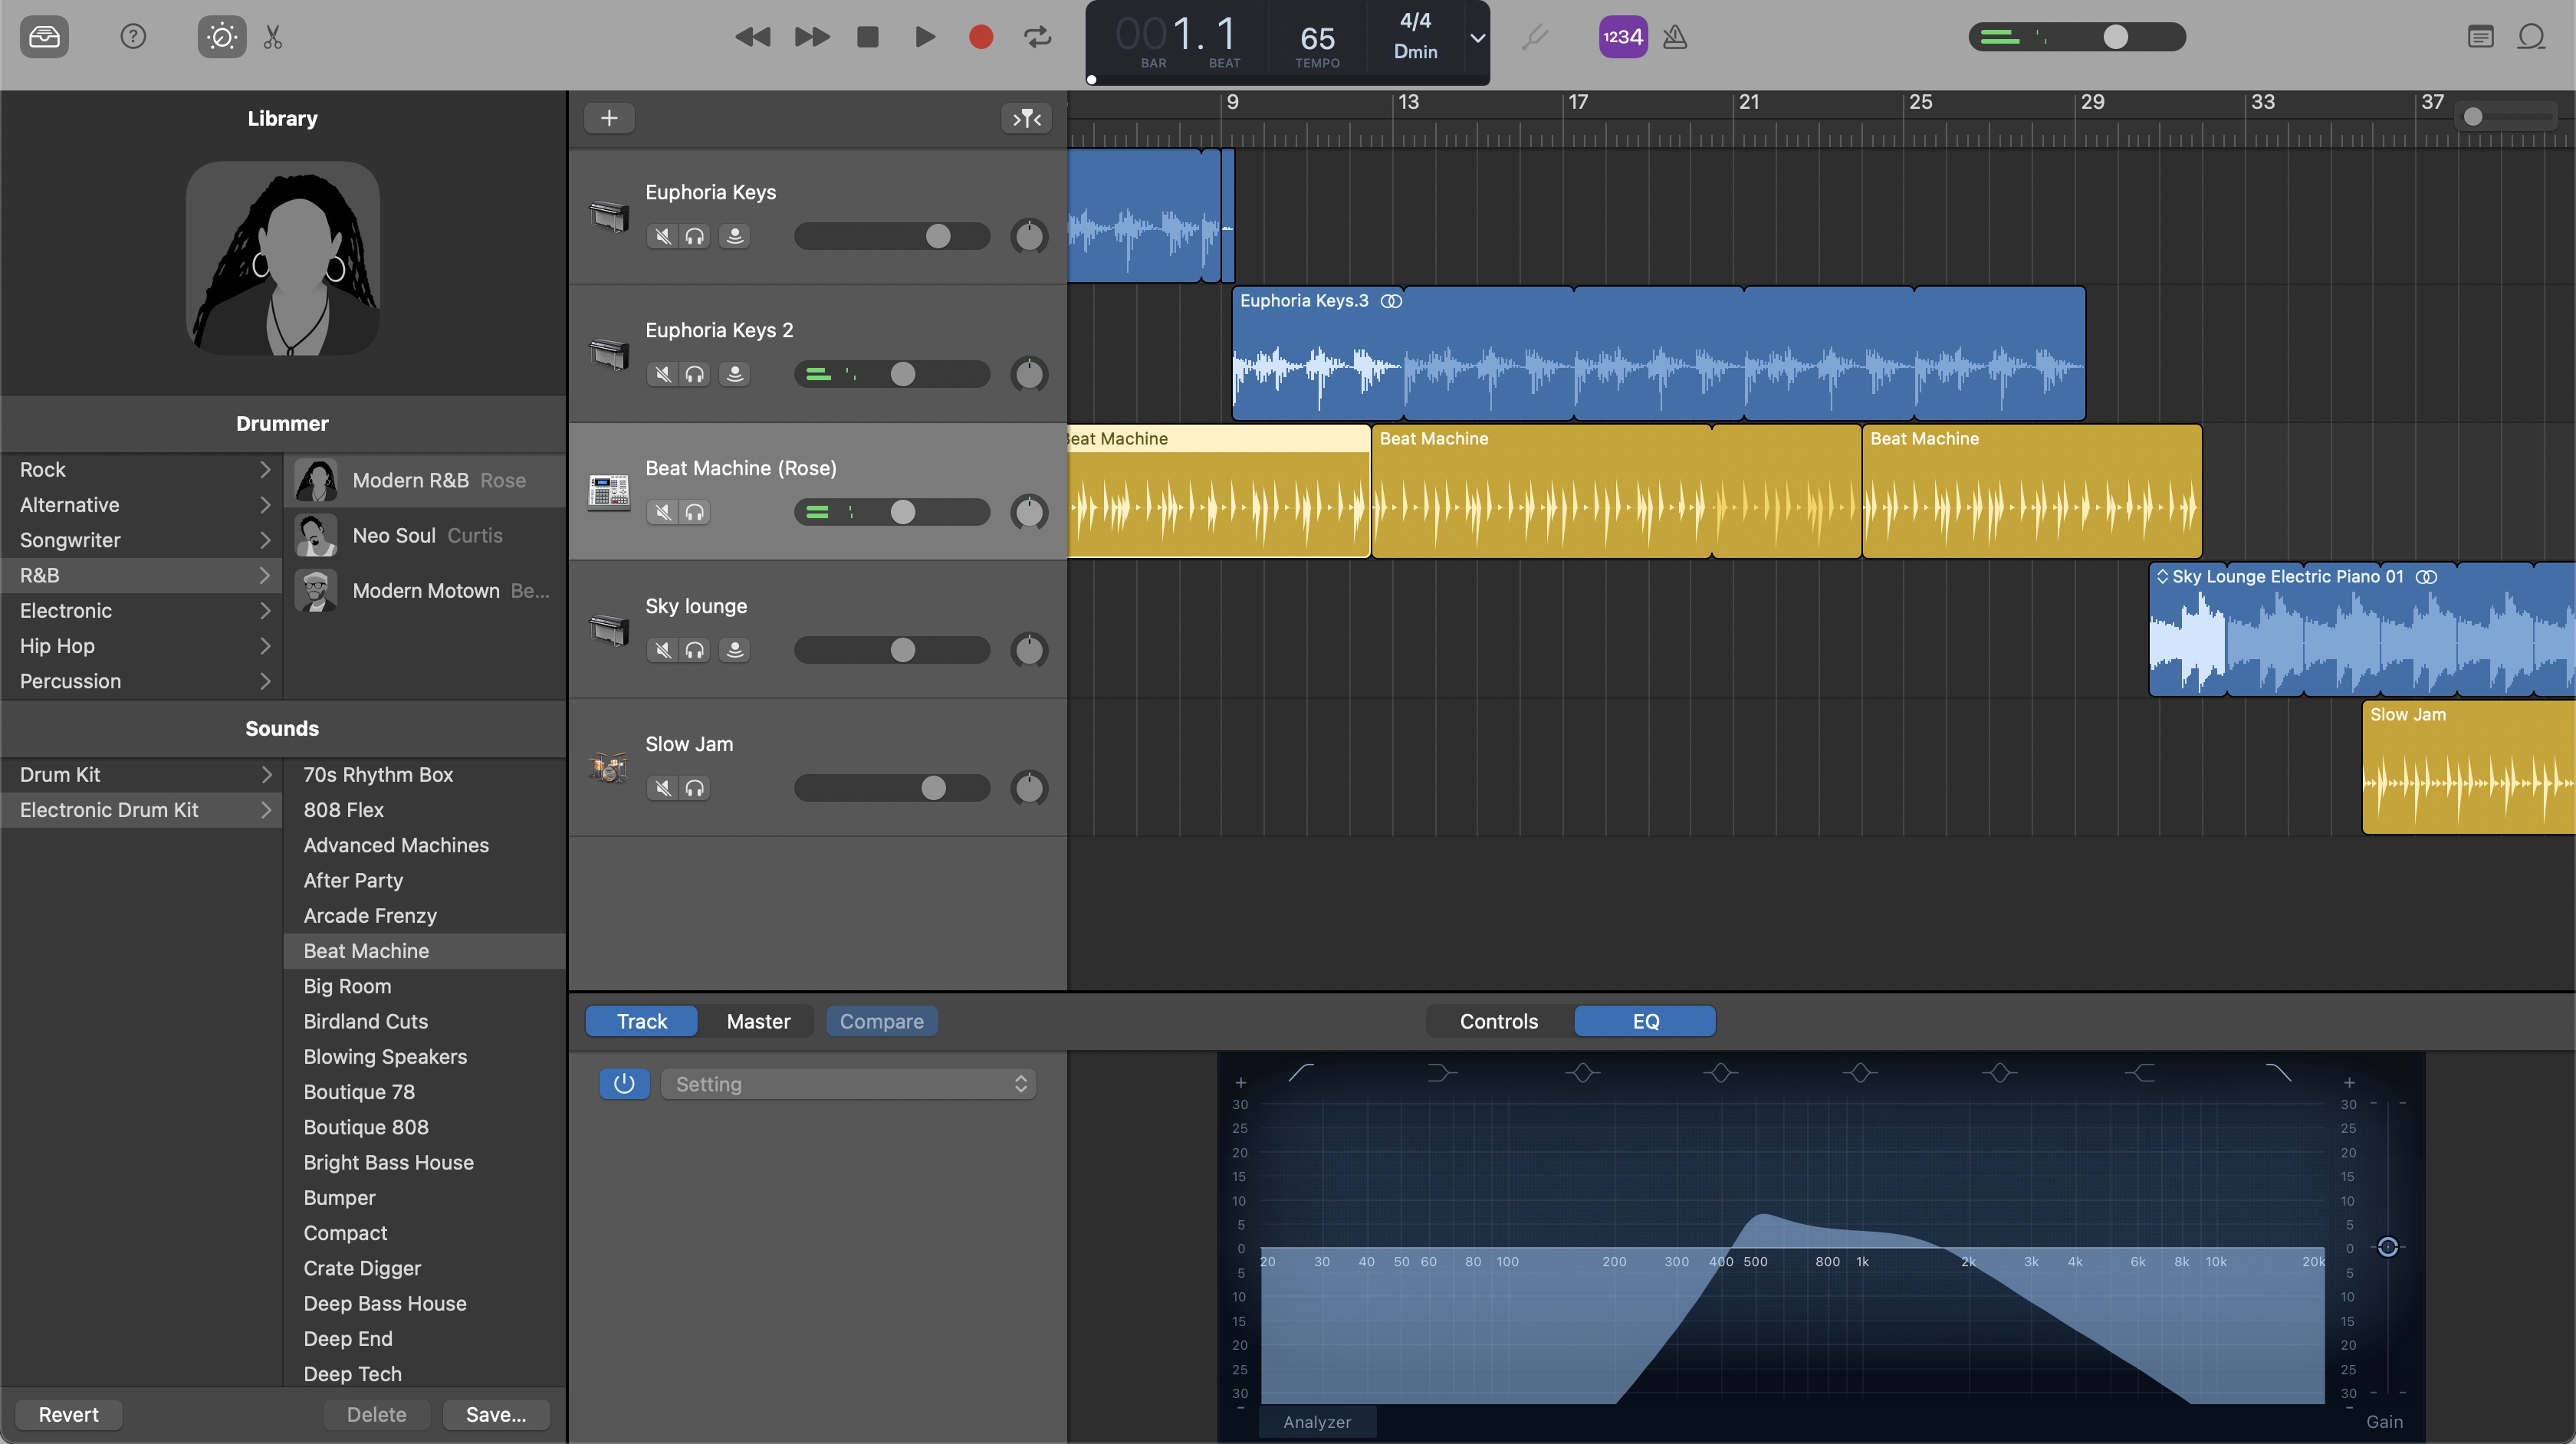 001. 1
BAR BEAT
65
TEMPO
4/4
Dmin
1234
Library
Drummer
Rock
Alternative
Songwriter
R&B
Electronic
Hip Hop
Percussion
Modern R&B Rose
Neo Soul Curtis
Modern Motown Be...
Sounds
Drum Kit
Electronic Drum Kit
70s Rhythm Box
808 Flex
Advanced Machines
After Party
Arcade Frenzy
Beat Machine
Big Room
Birdland Cuts
Blowing Speakers
Boutique 78
Boutique 808
Bright Bass House
Bumper
Compact
Crate Digger
Deep Bass House
Deep End
Deep Tech
Revert Delete Save...
9 13 17 21 25 29 33 37
Euphoria Keys
Euphoria Keys 2
Euphoria Keys.3
Beat Machine (Rose)
Beat Machine Beat Machine Beat Machine
Sky lounge
Sky Lounge Electric Piano 01
Slow Jam
Slow Jam
Track Master Compare Controls EQ
Setting
+ +
30 30
25 25
20 20
15 15
10 10
5 5
0 0
20 30 40 50 60 80 100 200 300 400 500 800 1k 2k 3k 4k 6k 8k 10k 20k
5 5
10 10
15 15
20 20
25 25
30 30
- -
Analyzer Gain